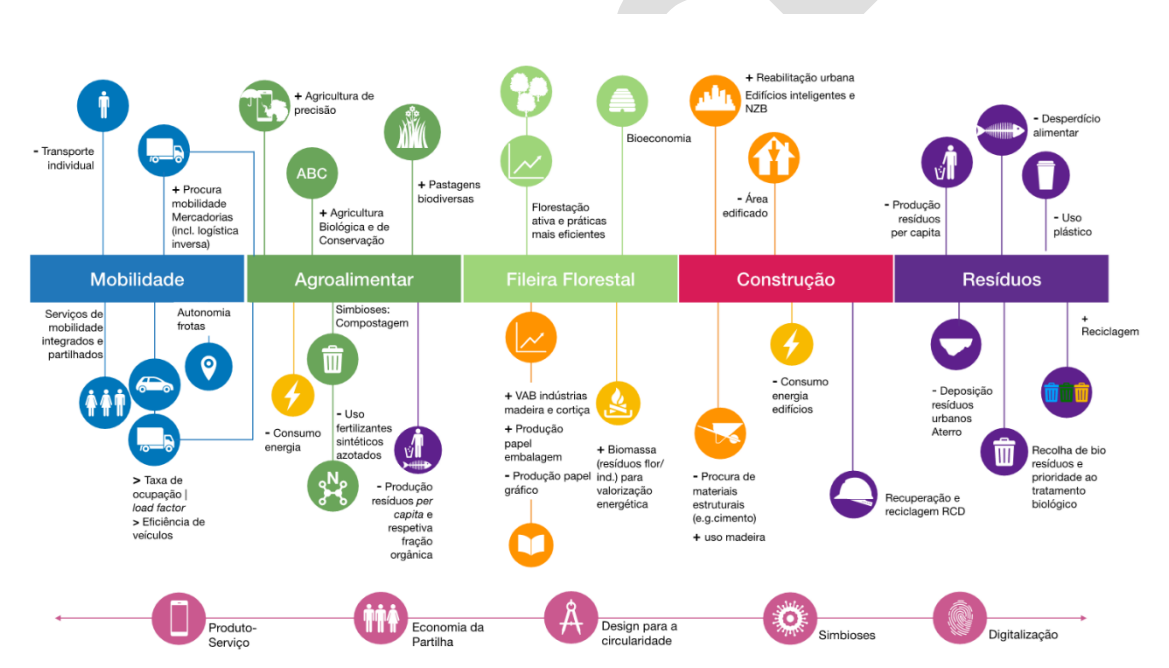 - Transporte
individual
+ Procura
mobilidade
Mercadorias
(incl. logística
inversa)
+ Agricultura de
precisão
ABC
+ Agricultura
Biológica e de
Conservação
+ Pastagens
biodiversas
Florestação
ativa e práticas
mais eficientes
Bioeconomia
+ Reabilitação urbana
Edifícios inteligentes e
NZB
- Área
edificado
- Produção
resíduos
per capita
- Desperdício
alimentar
- Uso
plástico
Mobilidade
Agroalimentar
Fileira Florestal
Construção
Resíduos
Serviços de
mobilidade
integrados e
partilhados
Autonomia
frotas
> Taxa de
ocupação |
load factor
> Eficiência de
veículos
- Consumo
energia
Simbioses:
Compostagem
- Uso
fertilizantes
sintéticos
azotados
N
- Produção
resíduos per
capita e
respetiva
fração
orgânica
+ VAB indústrias
madeira e cortiça
+ Produção
papel
embalagem
- Produção papel
gráfico
+ Biomassa
(resíduos flor/
ind.) para
valorização
energética
- Procura de
materiais
estruturais
(e.g.cimento)
+ uso madeira
- Consumo
energia
edifícios
Recuperação e
reciclagem RCD
- Deposição
resíduos
urbanos
Aterro
+
Reciclagem
Recolha de bio
resíduos e
prioridade ao
tratamento
biológico
Produto-
Serviço
Economia da
Partilha
Design para a
circularidade
Simbioses
Digitalização